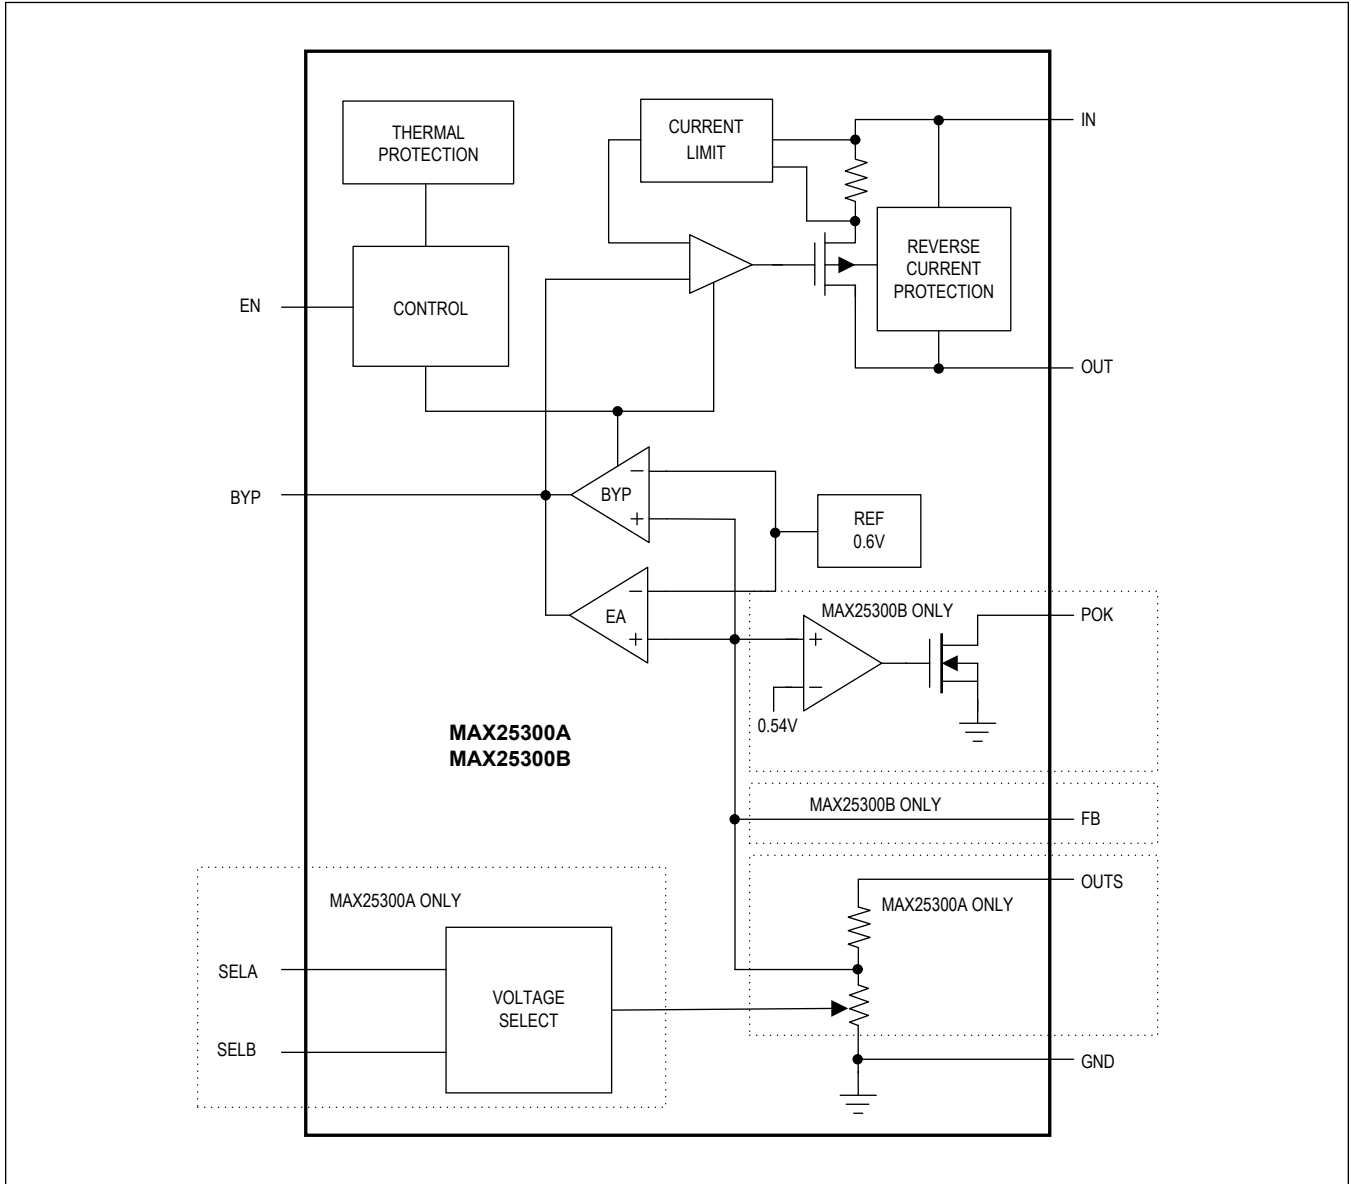 THERMAL
PROTECTION
CURRENT
LIMIT
IN
REVERSE
CURRENT
PROTECTION
EN
CONTROL
OUT
BYP
BYP
−
+
REF
0.6V
EA
−
+
MAX25300B ONLY
POK
+
−
0.54V
MAX25300A
MAX25300B
MAX25300B ONLY
FB
OUTS
MAX25300A ONLY
MAX25300A ONLY
SELA
VOLTAGE
SELECT
SELB
GND